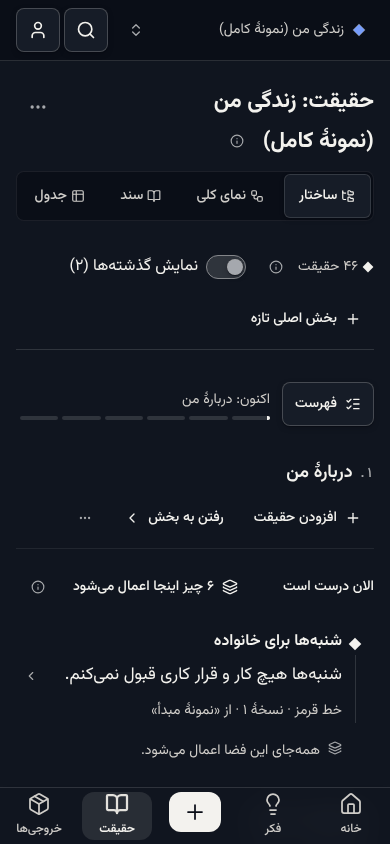 زندگی من (نمونهٔ کامل)
حقیقت: زندگی من
(نمونهٔ کامل)
ساختار
نمای کلی
سند
جدول
۴۶ حقیقت
نمایش گذشته‌ها (۲)
بخش اصلی تازه
فهرست
اکنون: دربارهٔ من
۱. دربارهٔ من
افزودن حقیقت
رفتن به بخش
الان درست است
۶ چیز اینجا اعمال می‌شود
شنبه‌ها برای خانواده
شنبه‌ها هیچ کار و قرار کاری قبول نمی‌کنم.
خط قرمز · نسخهٔ ۱ · از «نمونهٔ مبدأ»
همه‌جای این فضا اعمال می‌شود.
خانه
فکر
حقیقت
خروجی‌ها